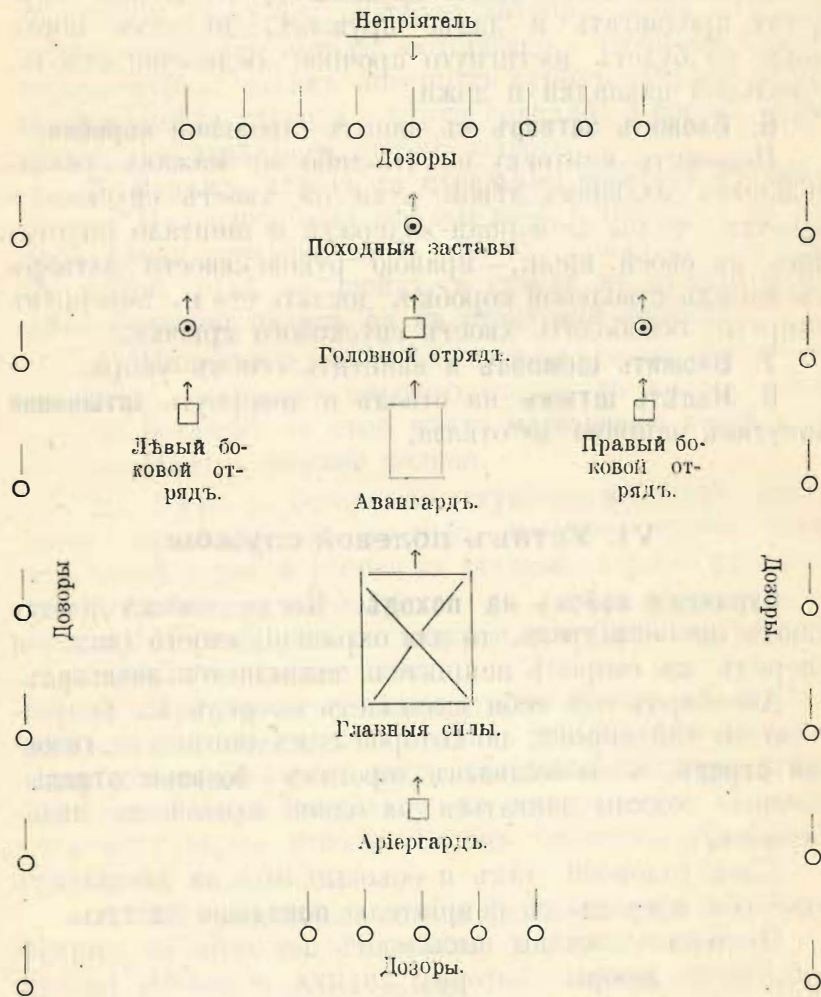 Непріятель
Дозоры
Походныя заставы
Головной отрядъ.
Лѣвый бо-
ковой от-
рядъ.
Правый бо-
ковой от-
рядъ.
Авангардъ.
Дозоры
Дозоры.
Главныя силы.
Аріергардъ.
Дозоры.